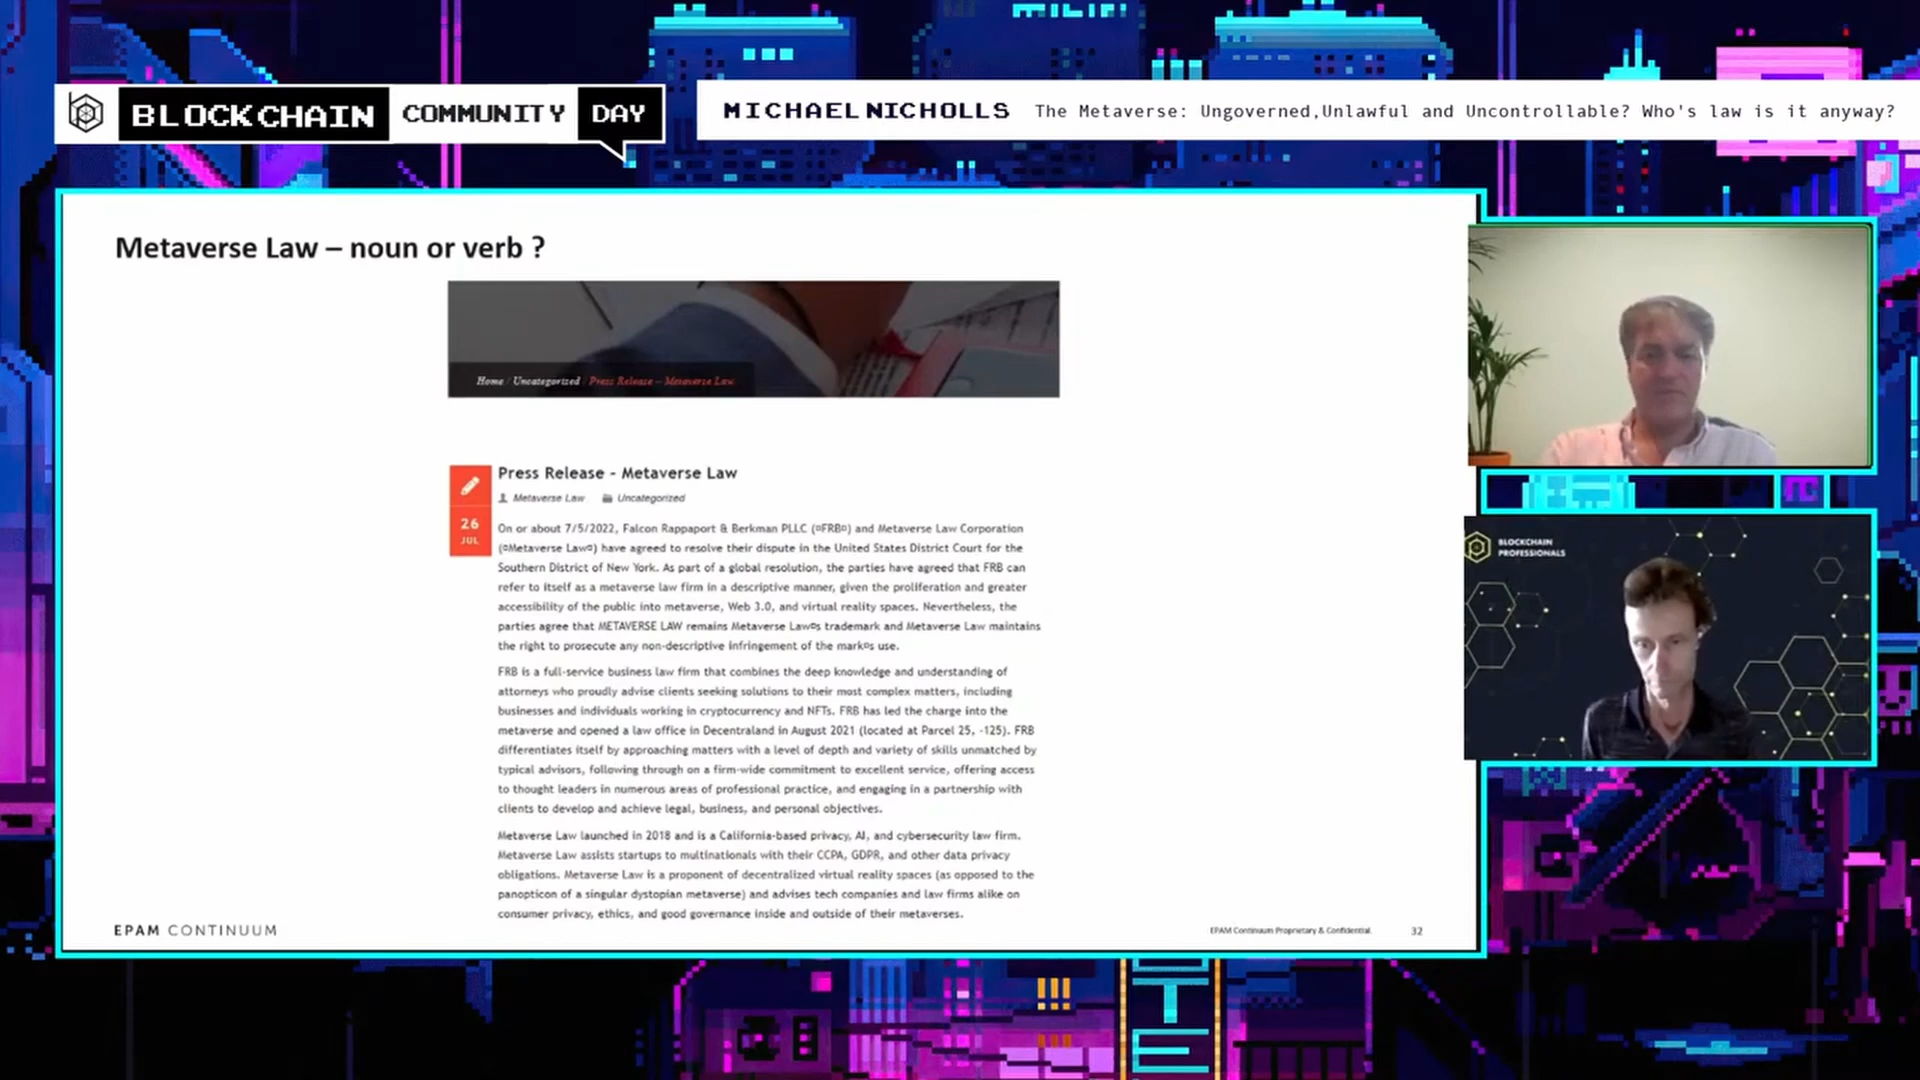 BLOCKCHAIN COMMUNITY DAY
MICHAEL NICHOLLS The Metaverse: Ungoverned,Unlawful and Uncontrollable? Who's law is it anyway?
Metaverse Law – noun or verb ?
Home / Uncategorized / Press Release – Metaverse Law
Press Release - Metaverse Law
Metaverse Law Uncategorized
26
JUL
On or about 7/5/2022, Falcon Rappaport & Berkman PLLC (¤FRB¤) and Metaverse Law Corporation
(¤Metaverse Law¤) have agreed to resolve their dispute in the United States District Court for the
Southern District of New York. As part of a global resolution, the parties have agreed that FRB can
refer to itself as a metaverse law firm in a descriptive manner, given the proliferation and greater
accessibility of the public into metaverse, Web 3.0, and virtual reality spaces. Nevertheless, the
parties agree that METAVERSE LAW remains Metaverse Law¤s trademark and Metaverse Law maintains
the right to prosecute any non-descriptive infringement of the mark¤s use.
FRB is a full-service business law firm that combines the deep knowledge and understanding of
attorneys who proudly advise clients seeking solutions to their most complex matters, including
businesses and individuals working in cryptocurrency and NFTs. FRB has led the charge into the
metaverse and opened a law office in Decentraland in August 2021 (located at Parcel 25, -125). FRB
differentiates itself by approaching matters with a level of depth and variety of skills unmatched by
typical advisors, following through on a firm-wide commitment to excellent service, offering access
to thought leaders in numerous areas of professional practice, and engaging in a partnership with
clients to develop and achieve legal, business, and personal objectives.
Metaverse Law launched in 2018 and is a California-based privacy, AI, and cybersecurity law firm.
Metaverse Law assists startups to multinationals with their CCPA, GDPR, and other data privacy
obligations. Metaverse Law is a proponent of decentralized virtual reality spaces (as opposed to the
panopticon of a singular dystopian metaverse) and advises tech companies and law firms alike on
consumer privacy, ethics, and good governance inside and outside of their metaverses.
EPAM CONTINUUM
EPAM Continuum Proprietary & Confidential.
32
BLOCKCHAIN
PROFESSIONALS